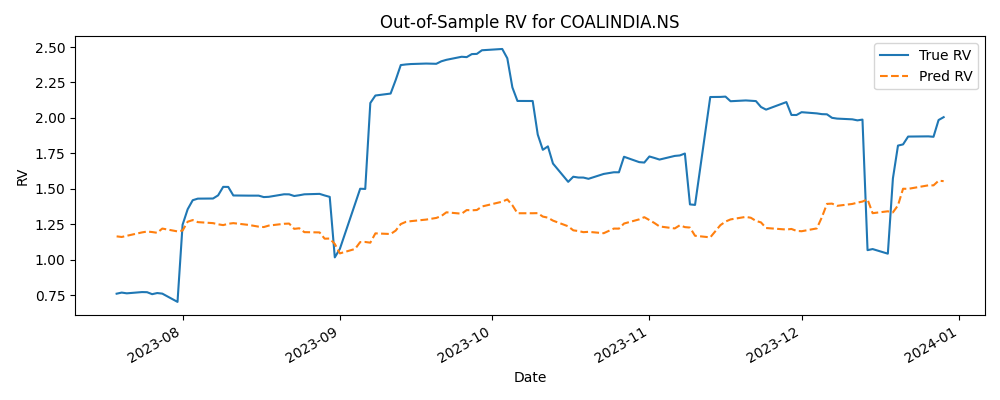 Out-of-Sample RV for COALINDIA.NS
True RV
Pred RV
RV
2.50
2.25
2.00
1.75
1.50
1.25
1.00
0.75
2023-08
2023-09
2023-10
2023-11
2023-12
2024-01
Date